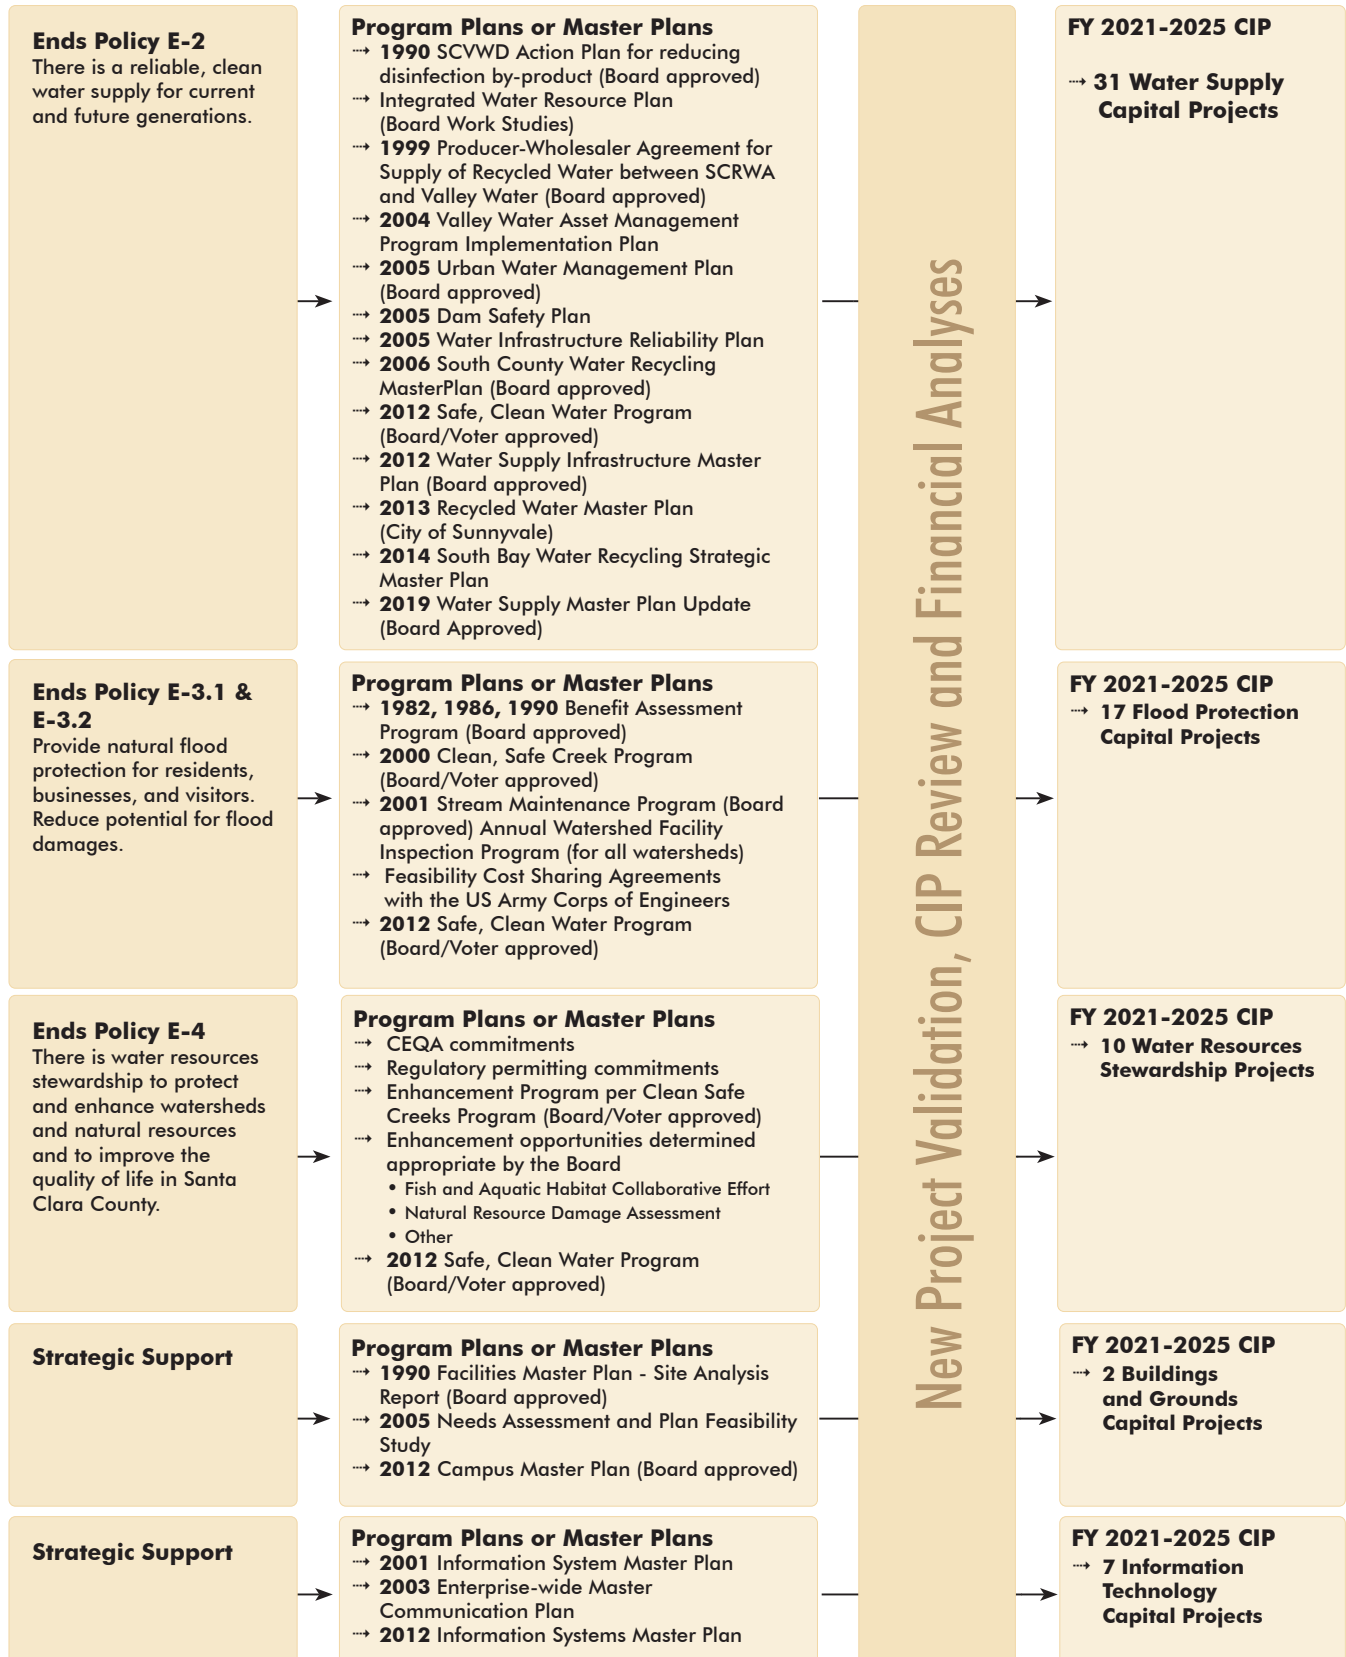 Ends Policy E-2
There is a reliable, clean
water supply for current
and future generations.
Program Plans or Master Plans
⇢ 1990 SCVWD Action Plan for reducing
disinfection by-product (Board approved)
⇢ Integrated Water Resource Plan
(Board Work Studies)
⇢ 1999 Producer-Wholesaler Agreement for
Supply of Recycled Water between SCRWA
and Valley Water (Board approved)
⇢ 2004 Valley Water Asset Management
Program Implementation Plan
⇢ 2005 Urban Water Management Plan
(Board approved)
⇢ 2005 Dam Safety Plan
⇢ 2005 Water Infrastructure Reliability Plan
⇢ 2006 South County Water Recycling
MasterPlan (Board approved)
⇢ 2012 Safe, Clean Water Program
(Board/Voter approved)
⇢ 2012 Water Supply Infrastructure Master
Plan (Board approved)
⇢ 2013 Recycled Water Master Plan
(City of Sunnyvale)
⇢ 2014 South Bay Water Recycling Strategic
Master Plan
⇢ 2019 Water Supply Master Plan Update
(Board Approved)
New Project Validation, CIP Review and Financial Analyses
FY 2021-2025 CIP
⇢ 31 Water Supply
Capital Projects
Ends Policy E-3.1 &
E-3.2
Provide natural flood
protection for residents,
businesses, and visitors.
Reduce potential for flood
damages.
Program Plans or Master Plans
⇢ 1982, 1986, 1990 Benefit Assessment
Program (Board approved)
⇢ 2000 Clean, Safe Creek Program
(Board/Voter approved)
⇢ 2001 Stream Maintenance Program (Board
approved) Annual Watershed Facility
Inspection Program (for all watersheds)
⇢ Feasibility Cost Sharing Agreements
with the US Army Corps of Engineers
⇢ 2012 Safe, Clean Water Program
(Board/Voter approved)
FY 2021-2025 CIP
⇢ 17 Flood Protection
Capital Projects
Ends Policy E-4
There is water resources
stewardship to protect
and enhance watersheds
and natural resources
and to improve the
quality of life in Santa
Clara County.
Program Plans or Master Plans
⇢ CEQA commitments
⇢ Regulatory permitting commitments
⇢ Enhancement Program per Clean Safe
Creeks Program (Board/Voter approved)
⇢ Enhancement opportunities determined
appropriate by the Board
• Fish and Aquatic Habitat Collaborative Effort
• Natural Resource Damage Assessment
• Other
⇢ 2012 Safe, Clean Water Program
(Board/Voter approved)
FY 2021-2025 CIP
⇢ 10 Water Resources
Stewardship Projects
Strategic Support
Program Plans or Master Plans
⇢ 1990 Facilities Master Plan - Site Analysis
Report (Board approved)
⇢ 2005 Needs Assessment and Plan Feasibility
Study
⇢ 2012 Campus Master Plan (Board approved)
FY 2021-2025 CIP
⇢ 2 Buildings
and Grounds
Capital Projects
Strategic Support
Program Plans or Master Plans
⇢ 2001 Information System Master Plan
⇢ 2003 Enterprise-wide Master
Communication Plan
⇢ 2012 Information Systems Master Plan
FY 2021-2025 CIP
⇢ 7 Information
Technology
Capital Projects